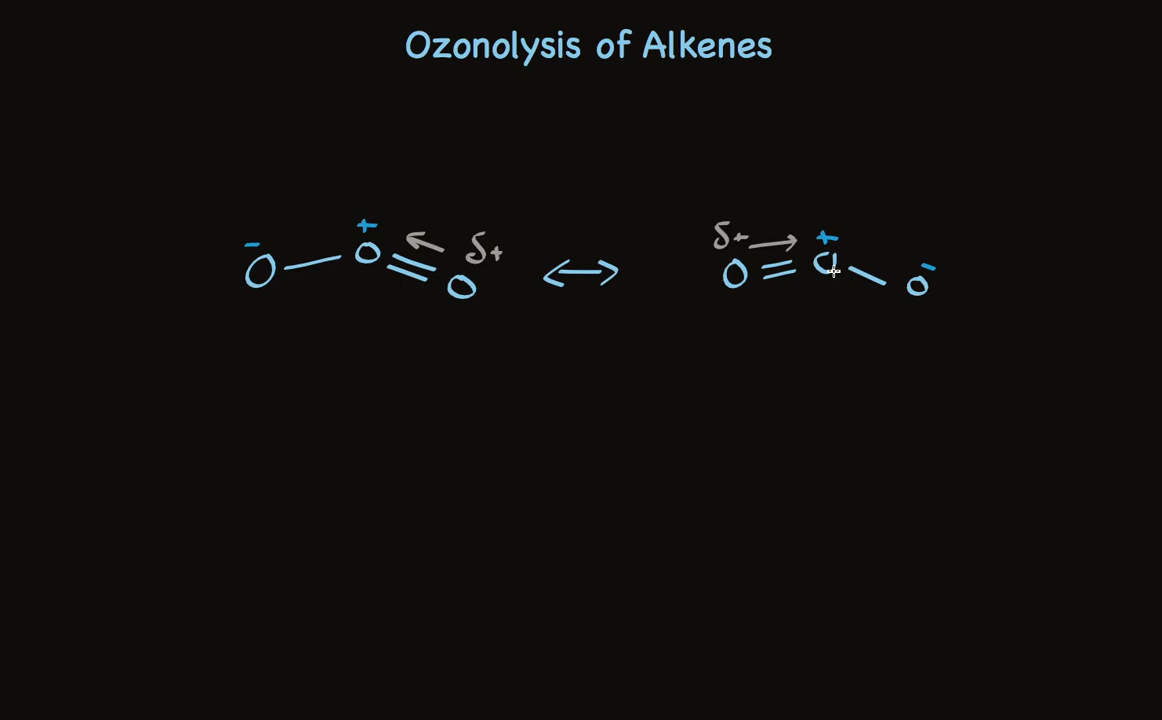 Ozonolysis of Alkenes
- + δ+ δ+ + -
O O O O O O